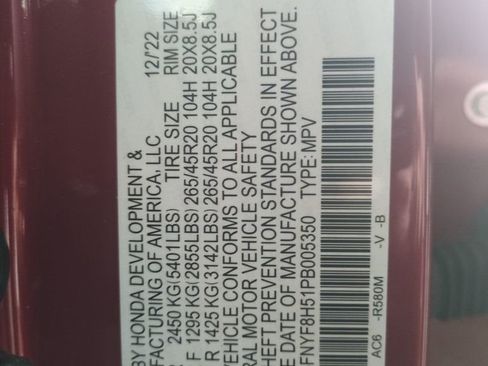 BY HONDA DEVELOPMENT &
FACTURING OF AMERICA, LLC 12/'22
2450 KG(5401LBS) TIRE SIZE RIM SIZE
F 1295 KG(2855LBS) 265/45R20 104H 20X8.5J
R 1425 KG(3142LBS) 265/45R20 104H 20X8.5J
VEHICLE CONFORMS TO ALL APPLICABLE
RAL MOTOR VEHICLE SAFETY
HEFT PREVENTION STANDARDS IN EFFECT
E DATE OF MANUFACTURE SHOWN ABOVE.
FNYF8H51PB005350 TYPE: MPV
AC6 -R580M -V -B